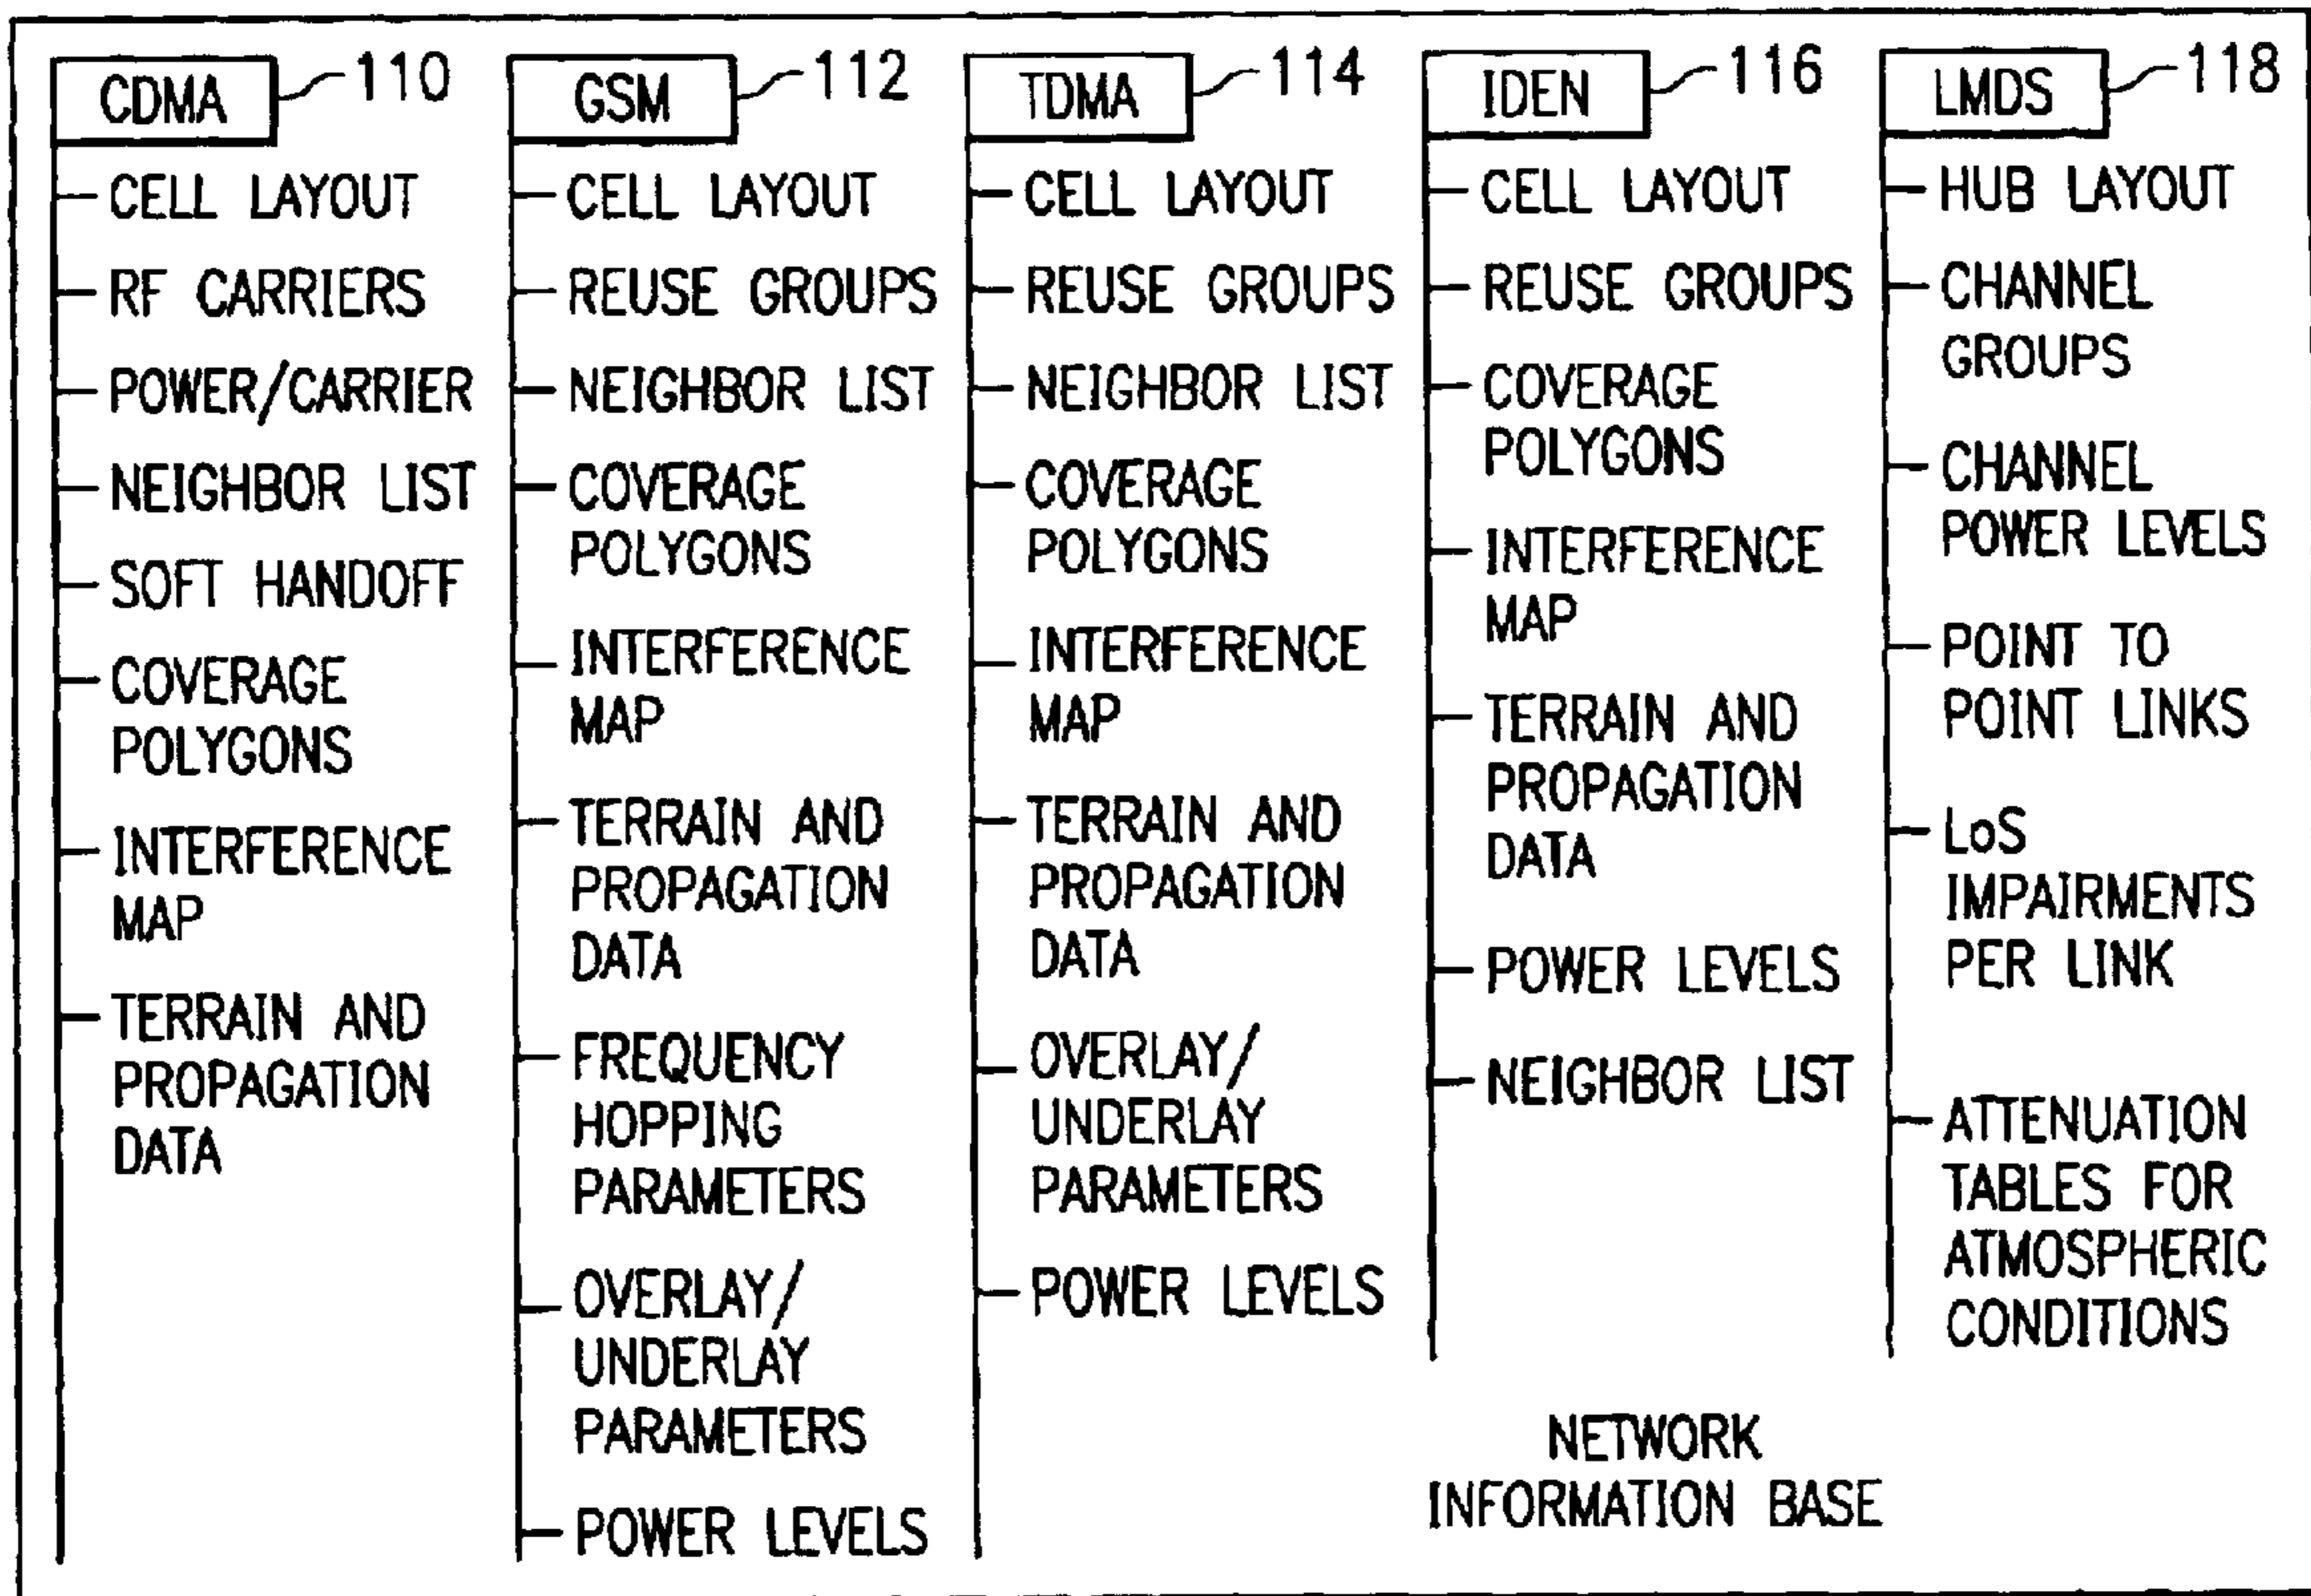 CDMA
110
CELL LAYOUT
RF CARRIERS
POWER/CARRIER
NEIGHBOR LIST
SOFT HANDOFF
COVERAGE
POLYGONS
INTERFERENCE
MAP
TERRAIN AND
PROPAGATION
DATA
GSM
112
CELL LAYOUT
REUSE GROUPS
NEIGHBOR LIST
COVERAGE
POLYGONS
INTERFERENCE
MAP
TERRAIN AND
PROPAGATION
DATA
FREQUENCY
HOPPING
PARAMETERS
OVERLAY/
UNDERLAY
PARAMETERS
POWER LEVELS
TDMA
114
CELL LAYOUT
REUSE GROUPS
NEIGHBOR LIST
COVERAGE
POLYGONS
INTERFERENCE
MAP
TERRAIN AND
PROPAGATION
DATA
OVERLAY/
UNDERLAY
PARAMETERS
POWER LEVELS
IDEN
116
CELL LAYOUT
REUSE GROUPS
COVERAGE
POLYGONS
INTERFERENCE
MAP
TERRAIN AND
PROPAGATION
DATA
POWER LEVELS
NEIGHBOR LIST
LMDS
118
HUB LAYOUT
CHANNEL
GROUPS
CHANNEL
POWER LEVELS
POINT TO
POINT LINKS
LoS
IMPAIRMENTS
PER LINK
ATTENUATION
TABLES FOR
ATMOSPHERIC
CONDITIONS
NETWORK
INFORMATION BASE